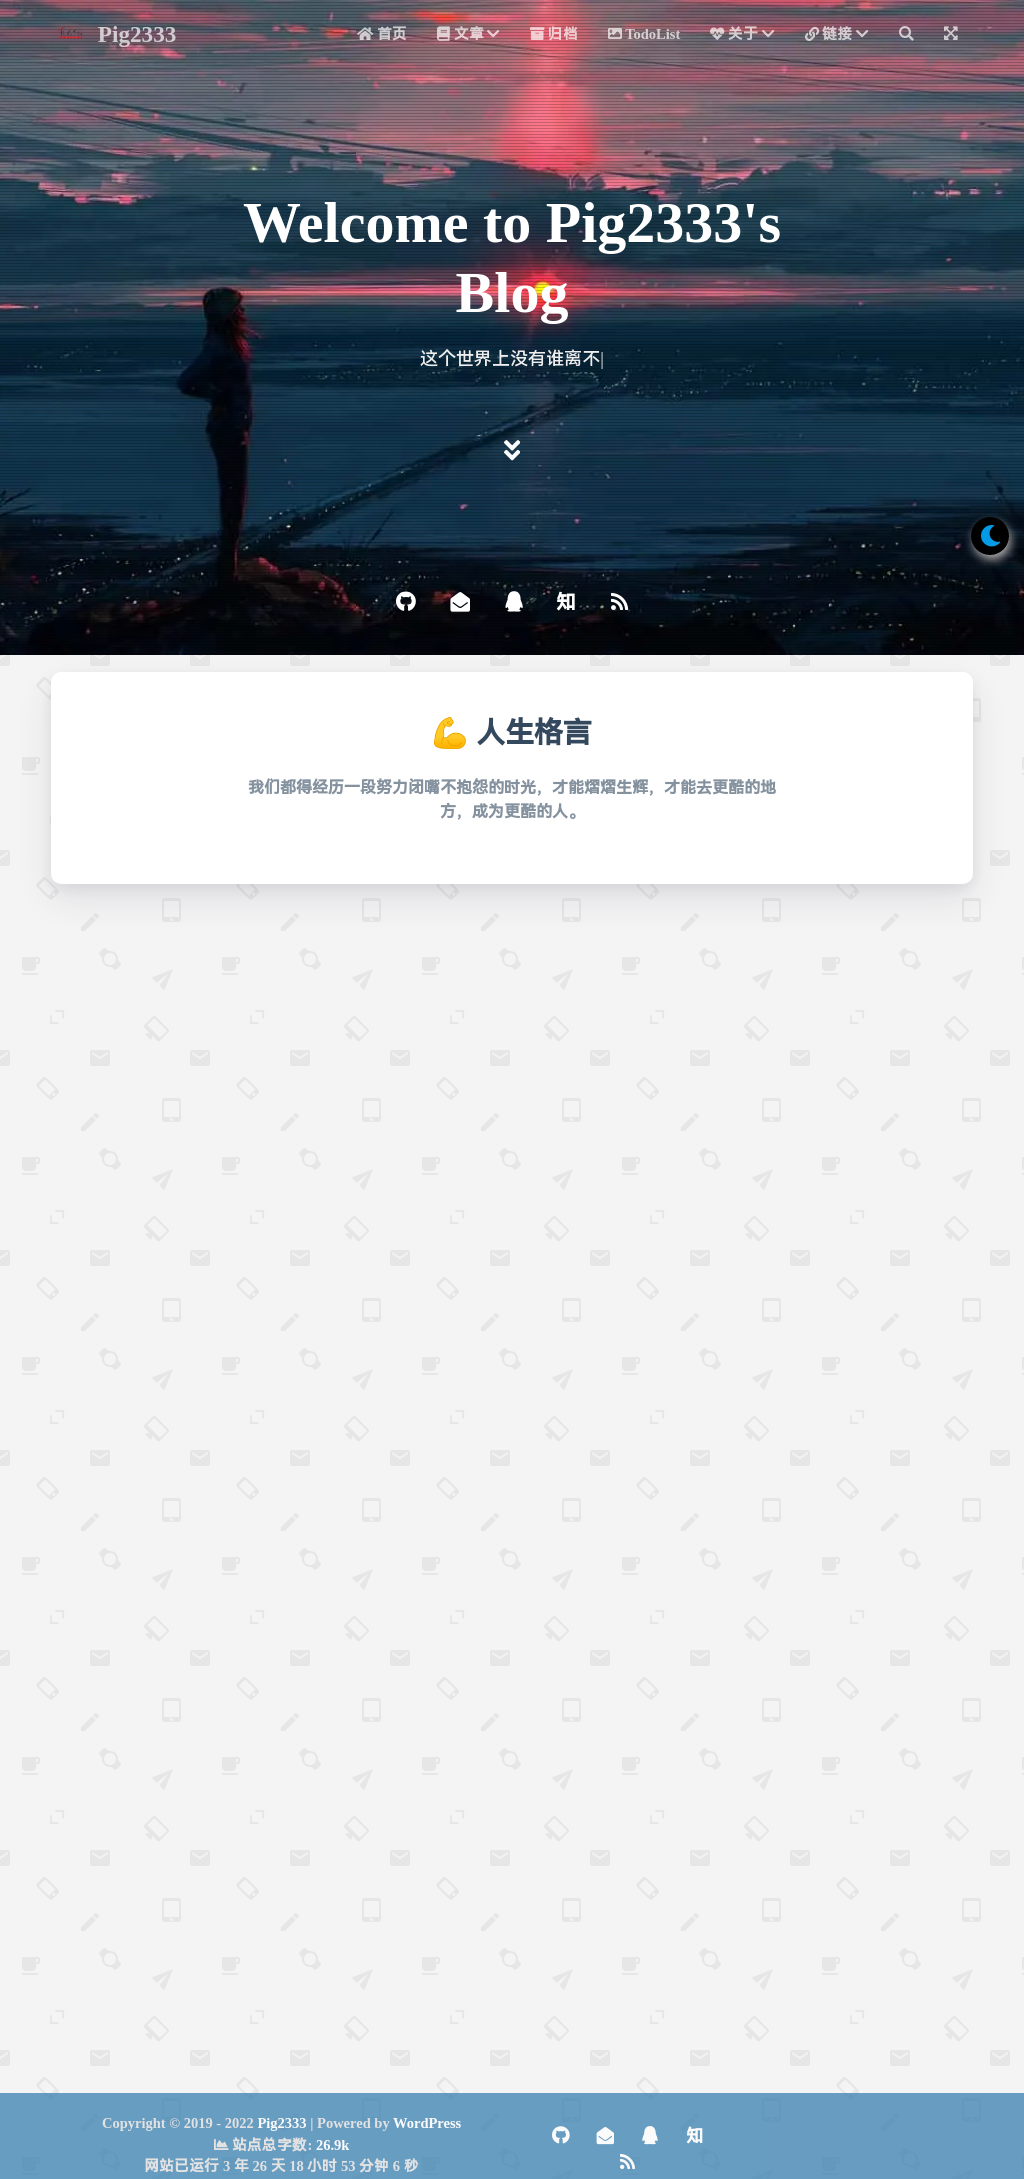 Pig2333 首页 文章 归档 TodoList 关于 链接
Welcome to Pig2333's
Blog
这个世界上没有谁离不|
知
💪 人生格言
我们都得经历一段努力闭嘴不抱怨的时光，才能熠熠生辉，才能去更酷的地
方，成为更酷的人。
Copyright © 2019 - 2022 Pig2333 | Powered by WordPress
站点总字数: 26.9k
网站已运行 3 年 26 天 18 小时 53 分钟 6 秒
知